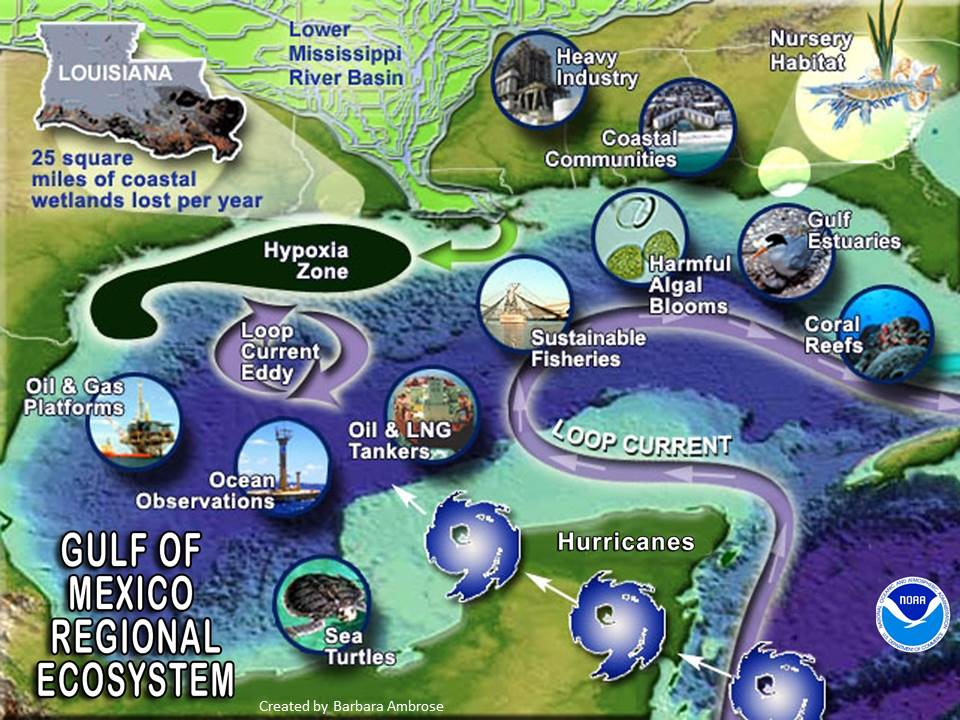 Lower
Mississippi
River Basin
Nursery
Habitat
Heavy
Industry
LOUISIANA
Coastal
Communities
25 square
miles of coastal
wetlands lost per year
Gulf
Estuaries
Hypoxia
Zone
Harmful
Algal
Blooms
Loop
Current
Eddy
Sustainable
Fisheries
Coral
Reefs
Oil & Gas
Platforms
Oil & LNG
Tankers
LOOP CURRENT
Ocean
Observations
Hurricanes
GULF OF
MEXICO
REGIONAL
ECOSYSTEM
NOAA
Sea
Turtles
Created by Barbara Ambrose